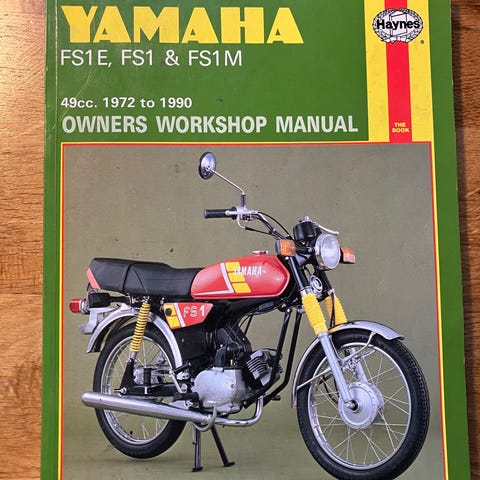 YAMAHA
FS1E, FS1 & FS1M
Haynes
®
49cc. 1972 to 1990
OWNERS WORKSHOP MANUAL
THE
BOOK
YAMAHA
FS1